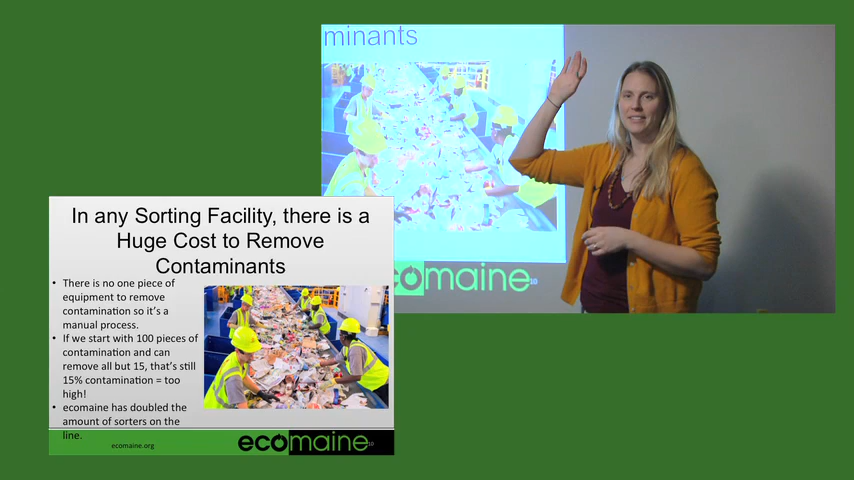 minants
ecomaine 10
In any Sorting Facility, there is a
Huge Cost to Remove
Contaminants
• There is no one piece of
equipment to remove
contamination so it's a
manual process.
• If we start with 100 pieces of
contamination and can
remove all but 15, that's still
15% contamination = too
high!
• ecomaine has doubled the
amount of sorters on the
line.
ecomaine.org
ecomaine 10